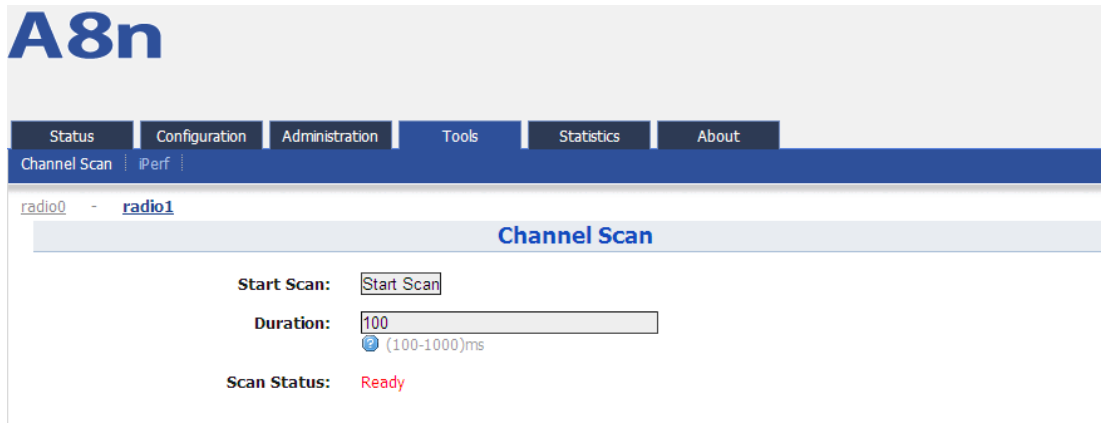 A8n
Status Configuration Administration Tools Statistics About
Channel Scan iPerf
radio0 - radio1
Channel Scan
Start Scan: Start Scan
Duration: 100
? (100-1000)ms
Scan Status: Ready